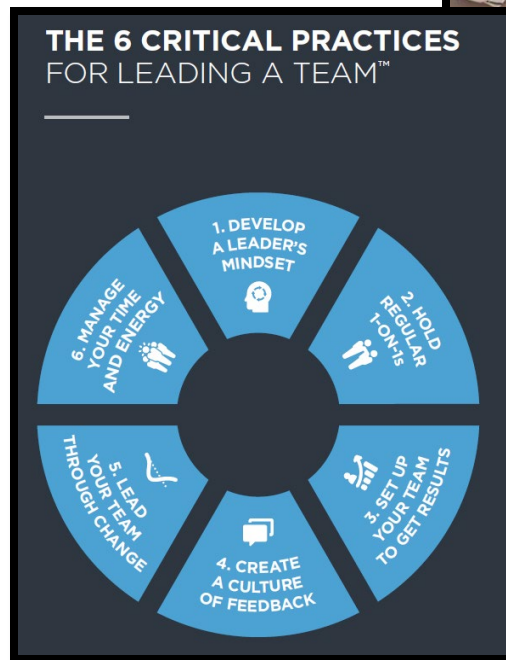 THE 6 CRITICAL PRACTICES
FOR LEADING A TEAM™
1. DEVELOP
A LEADER'S
MINDSET
2. HOLD
REGULAR
1-ON-1s
3. SET UP
YOUR TEAM
TO GET RESULTS
4. CREATE
A CULTURE
OF FEEDBACK
5. LEAD
YOUR TEAM
THROUGH CHANGE
6. MANAGE
YOUR TIME
AND ENERGY